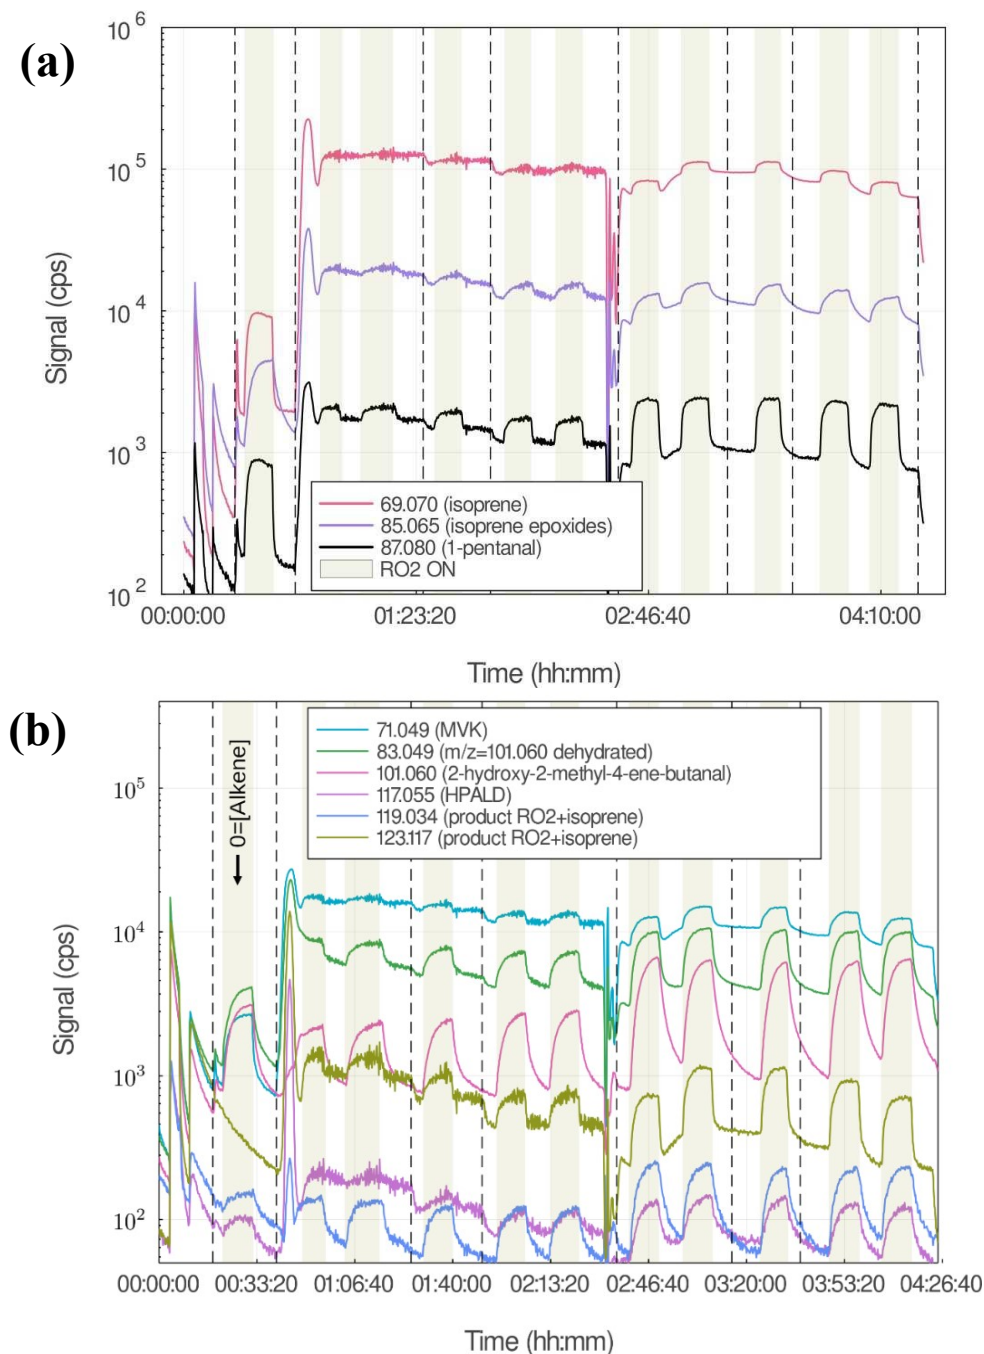 (a)
10^6
10^5
10^4
10^3
10^2
Signal (cps)
69.070 (isoprene)
85.065 (isoprene epoxides)
87.080 (1-pentanal)
RO2 ON
00:00:00 01:23:20 02:46:40 04:10:00
Time (hh:mm)
(b)
71.049 (MVK)
83.049 (m/z=101.060 dehydrated)
101.060 (2-hydroxy-2-methyl-4-ene-butanal)
117.055 (HPALD)
119.034 (product RO2+isoprene)
123.117 (product RO2+isoprene)
← 0=[Alkene]
10^5
10^4
10^3
10^2
Signal (cps)
00:00:00 00:33:20 01:06:40 01:40:00 02:13:20 02:46:40 03:20:00 03:53:20 04:26:40
Time (hh:mm)